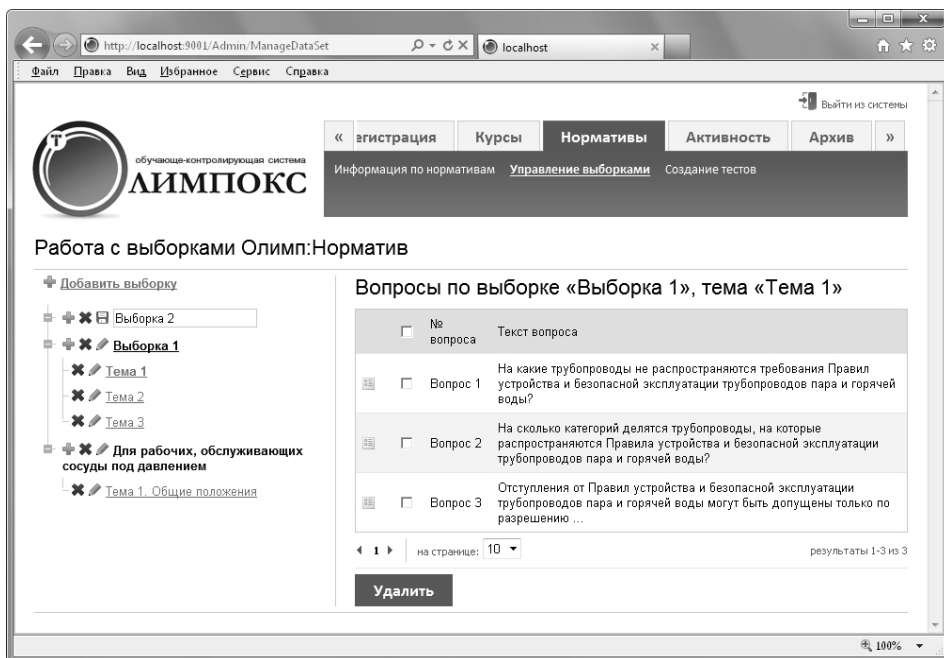 http://localhost:9001/Admin/ManageDataSet
localhost
Файл Правка Вид Избранное Сервис Справка
Выйти из системы
обучающе-контролирующая система
ЛИМПОКС
« егистрация Курсы Нормативы Активность Архив »
Информация по нормативам Управление выборками Создание тестов
Работа с выборками Олимп:Норматив
Добавить выборку
Выборка 2
Выборка 1
Тема 1
Тема 2
Тема 3
Для рабочих, обслуживающих
сосуды под давлением
Тема 1. Общие положения
Вопросы по выборке «Выборка 1», тема «Тема 1»
№ вопроса Текст вопроса
Вопрос 1 На какие трубопроводы не распространяются требования Правил
устройства и безопасной эксплуатации трубопроводов пара и горячей
воды?
Вопрос 2 На сколько категорий делятся трубопроводы, на которые
распространяются Правила устройства и безопасной эксплуатации
трубопроводов пара и горячей воды?
Вопрос 3 Отступления от Правил устройства и безопасной эксплуатации
трубопроводов пара и горячей воды могут быть допущены только по
разрешению ...
1 на странице: 10 результаты 1-3 из 3
Удалить
100%